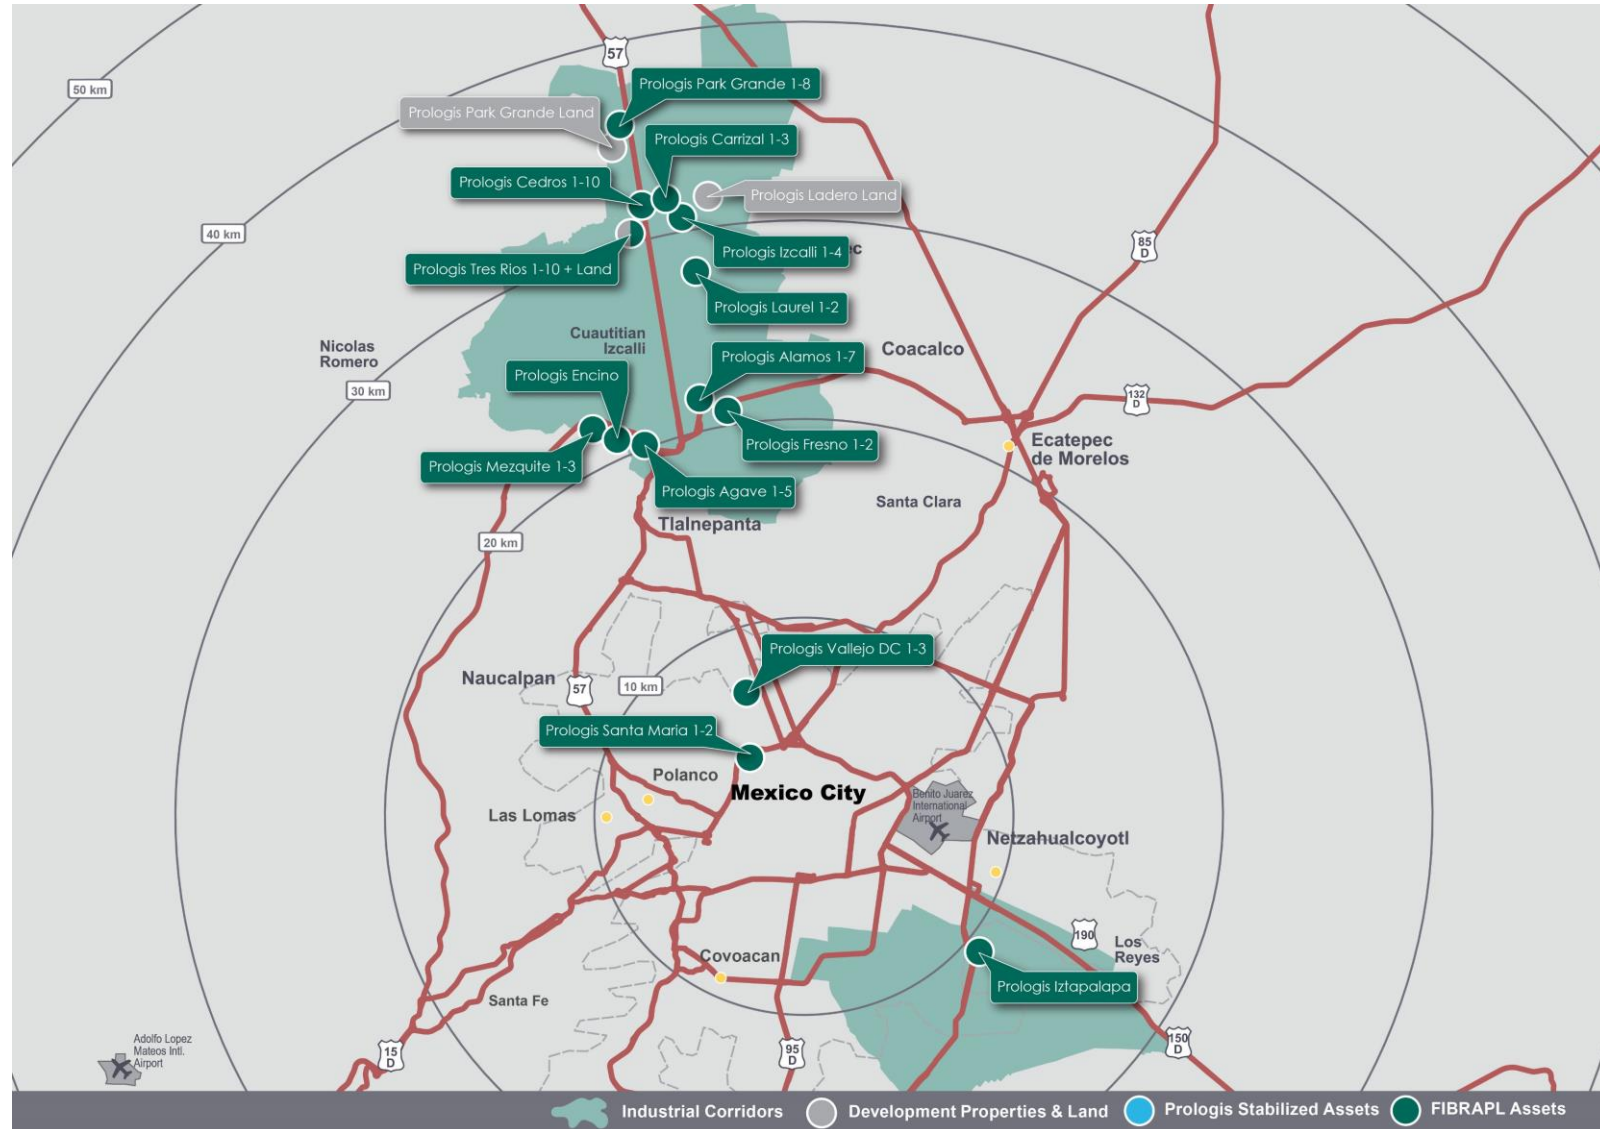 57
Prologis Park Grande 1-8
50 km
Prologis Park Grande Land
Prologis Carrizal 1-3
Prologis Cedros 1-10
Prologis Ladero Land
40 km
85
D
Prologis Izcalli 1-4
ec
Prologis Tres Rios 1-10 + Land
Prologis Laurel 1-2
Cuautitian
Izcalli
Nicolas
Romero
Coacalco
Prologis Alamos 1-7
Prologis Encino
30 km
132
D
Prologis Fresno 1-2
Ecatepec
de Morelos
Prologis Mezquite 1-3
Prologis Agave 1-5
Santa Clara
Tlalnepanta
20 km
Prologis Vallejo DC 1-3
Naucalpan
57
10 km
Prologis Santa Maria 1-2
Polanco
Mexico City
Benito Juarez
International
Airport
Las Lomas
Netzahualcoyotl
190
Los
Reyes
Covoacan
Prologis Iztapalapa
Santa Fe
Adolfo Lopez
Mateos Intl.
Airport
15
D
95
D
150
D
Industrial Corridors
Development Properties & Land
Prologis Stabilized Assets
FIBRAPL Assets